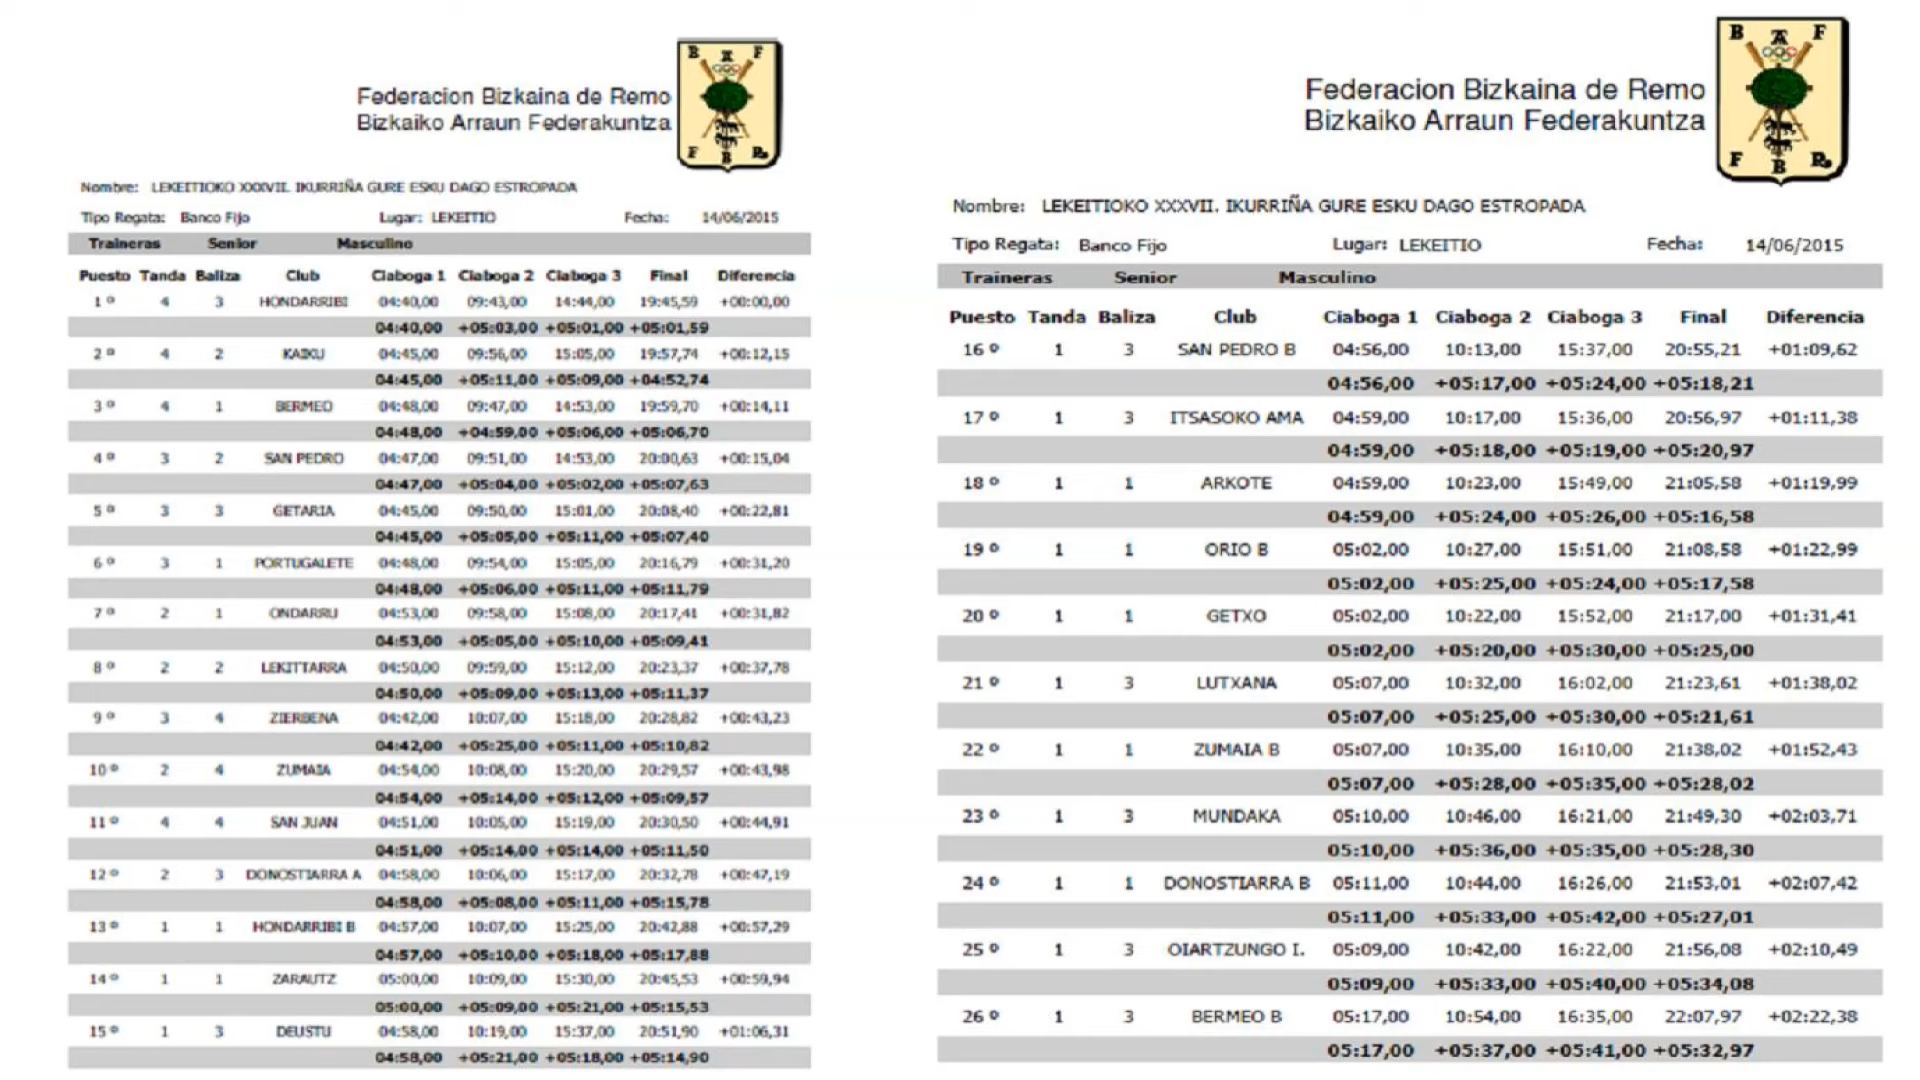 B A F
F B R
Federacion Bizkaina de Remo
Bizkaiko Arraun Federakuntza
Nombre: LEKEITIOKO XXXVII. IKURRIÑA GURE ESKU DAGO ESTROPADA
Tipo Regata: Banco Fijo Lugar: LEKEITIO Fecha: 14/06/2015
Traineras Senior Masculino
Puesto Tanda Baliza Club Ciaboga 1 Ciaboga 2 Ciaboga 3 Final Diferencia
1º 4 3 HONDARRIBI 04:40,00 09:43,00 14:44,00 19:45,59 +00:00,00
04:40,00 +05:03,00 +05:01,00 +05:01,59
2º 4 2 KAIKU 04:45,00 09:56,00 15:05,00 19:57,74 +00:12,15
04:45,00 +05:11,00 +05:09,00 +04:52,74
3º 4 1 BERMEO 04:48,00 09:47,00 14:53,00 19:59,70 +00:14,11
04:48,00 +04:59,00 +05:06,00 +05:06,70
4º 3 2 SAN PEDRO 04:47,00 09:51,00 14:53,00 20:00,63 +00:15,04
04:47,00 +05:04,00 +05:02,00 +05:07,63
5º 3 3 GETARIA 04:45,00 09:50,00 15:01,00 20:08,40 +00:22,81
04:45,00 +05:05,00 +05:11,00 +05:07,40
6º 3 1 PORTUGALETE 04:48,00 09:54,00 15:05,00 20:16,79 +00:31,20
04:48,00 +05:06,00 +05:11,00 +05:11,79
7º 2 1 ONDARRU 04:53,00 09:58,00 15:08,00 20:17,41 +00:31,82
04:53,00 +05:05,00 +05:10,00 +05:09,41
8º 2 2 LEKITTARRA 04:50,00 09:59,00 15:12,00 20:23,37 +00:37,78
04:50,00 +05:09,00 +05:13,00 +05:11,37
9º 3 4 ZIERBENA 04:42,00 10:07,00 15:18,00 20:28,82 +00:43,23
04:42,00 +05:25,00 +05:11,00 +05:10,82
10º 2 4 ZUMAIA 04:54,00 10:08,00 15:20,00 20:29,57 +00:43,98
04:54,00 +05:14,00 +05:12,00 +05:09,57
11º 4 4 SAN JUAN 04:51,00 10:05,00 15:19,00 20:30,50 +00:44,91
04:51,00 +05:14,00 +05:14,00 +05:11,50
12º 2 3 DONOSTIARRA A 04:58,00 10:06,00 15:17,00 20:32,78 +00:47,19
04:58,00 +05:08,00 +05:11,00 +05:15,78
13º 1 1 HONDARRIBI B 04:57,00 10:07,00 15:25,00 20:42,88 +00:57,29
04:57,00 +05:10,00 +05:18,00 +05:17,88
14º 1 1 ZARAUTZ 05:00,00 10:09,00 15:30,00 20:45,53 +00:59,94
05:00,00 +05:09,00 +05:21,00 +05:15,53
15º 1 3 DEUSTU 04:58,00 10:19,00 15:37,00 20:51,90 +01:06,31
04:58,00 +05:21,00 +05:18,00 +05:14,90
B A F
F B R
Federacion Bizkaina de Remo
Bizkaiko Arraun Federakuntza
Nombre: LEKEITIOKO XXXVII. IKURRIÑA GURE ESKU DAGO ESTROPADA
Tipo Regata: Banco Fijo Lugar: LEKEITIO Fecha: 14/06/2015
Traineras Senior Masculino
Puesto Tanda Baliza Club Ciaboga 1 Ciaboga 2 Ciaboga 3 Final Diferencia
16º 1 3 SAN PEDRO B 04:56,00 10:13,00 15:37,00 20:55,21 +01:09,62
04:56,00 +05:17,00 +05:24,00 +05:18,21
17º 1 3 ITSASOKO AMA 04:59,00 10:17,00 15:36,00 20:56,97 +01:11,38
04:59,00 +05:18,00 +05:19,00 +05:20,97
18º 1 1 ARKOTE 04:59,00 10:23,00 15:49,00 21:05,58 +01:19,99
04:59,00 +05:24,00 +05:26,00 +05:16,58
19º 1 1 ORIO B 05:02,00 10:27,00 15:51,00 21:08,58 +01:22,99
05:02,00 +05:25,00 +05:24,00 +05:17,58
20º 1 1 GETXO 05:02,00 10:22,00 15:52,00 21:17,00 +01:31,41
05:02,00 +05:20,00 +05:30,00 +05:25,00
21º 1 3 LUTXANA 05:07,00 10:32,00 16:02,00 21:23,61 +01:38,02
05:07,00 +05:25,00 +05:30,00 +05:21,61
22º 1 1 ZUMAIA B 05:07,00 10:35,00 16:10,00 21:38,02 +01:52,43
05:07,00 +05:28,00 +05:35,00 +05:28,02
23º 1 3 MUNDAKA 05:10,00 10:46,00 16:21,00 21:49,30 +02:03,71
05:10,00 +05:36,00 +05:35,00 +05:28,30
24º 1 1 DONOSTIARRA B 05:11,00 10:44,00 16:26,00 21:53,01 +02:07,42
05:11,00 +05:33,00 +05:42,00 +05:27,01
25º 1 3 OIARTZUNGO I. 05:09,00 10:42,00 16:22,00 21:56,08 +02:10,49
05:09,00 +05:33,00 +05:40,00 +05:34,08
26º 1 3 BERMEO B 05:17,00 10:54,00 16:35,00 22:07,97 +02:22,38
05:17,00 +05:37,00 +05:41,00 +05:32,97